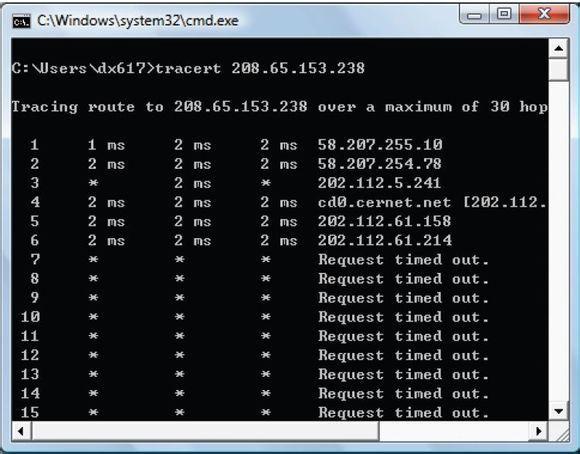 C:\Windows\system32\cmd.exe
C:\Users\dx617>tracert 208.65.153.238
Tracing route to 208.65.153.238 over a maximum of 30 hop
1 1 ms 2 ms 2 ms 58.207.255.10
2 2 ms 2 ms 2 ms 58.207.254.78
3 * 2 ms * 202.112.5.241
4 2 ms 2 ms 2 ms cd0.cernet.net [202.112.
5 2 ms 2 ms 2 ms 202.112.61.158
6 2 ms 2 ms 2 ms 202.112.61.214
7 * * * Request timed out.
8 * * * Request timed out.
9 * * * Request timed out.
10 * * * Request timed out.
11 * * * Request timed out.
12 * * * Request timed out.
13 * * * Request timed out.
14 * * * Request timed out.
15 * * * Request timed out.